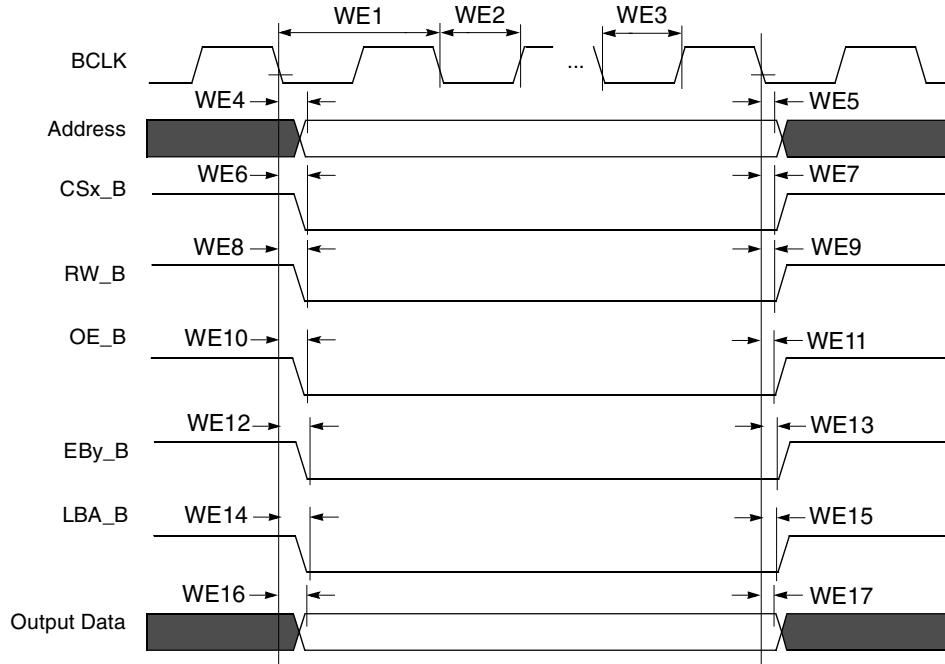 WE1 WE2 WE3
BCLK ...
WE4 WE5
Address
WE6 WE7
CSx_B
WE8 WE9
RW_B
OE_B WE10 WE11
WE12 WE13
EBy_B
LBA_B WE14 WE15
WE16 WE17
Output Data